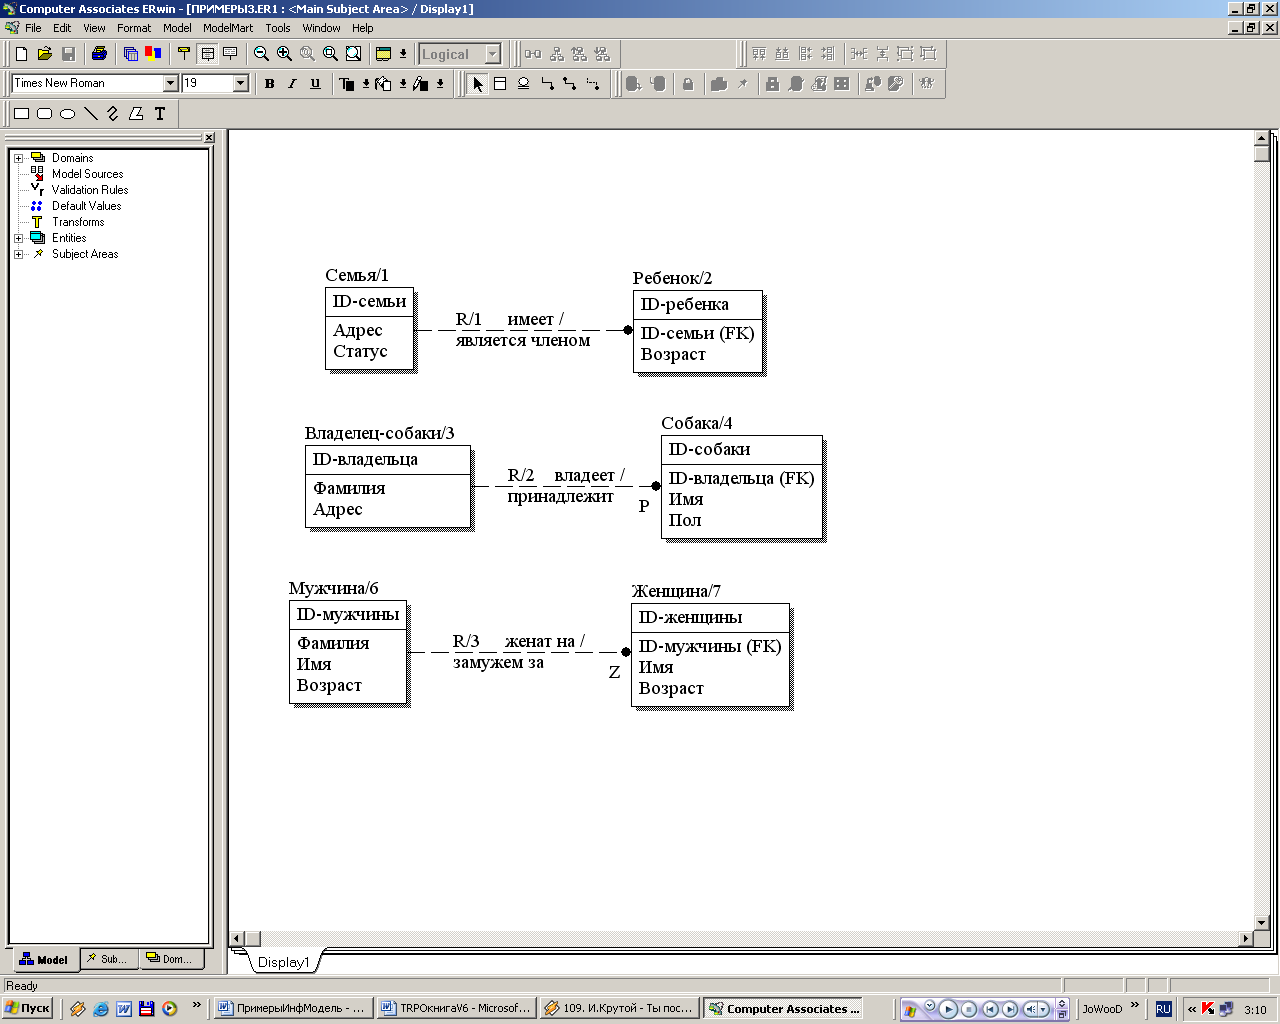 Computer Associates ERwin - [ПРИМЕРЫ3.ER1 : <Main Subject Area> / Display1]
File Edit View Format Model ModelMart Tools Window Help
Logical
Times New Roman 19 B I U
T
Domains
Model Sources
Validation Rules
Default Values
Transforms
Entities
Subject Areas
Семья/1
ID-семьи
Адрес
Статус
R/1 имеет /
является членом
Ребенок/2
ID-ребенка
ID-семьи (FK)
Возраст
Владелец-собаки/3
ID-владельца
Фамилия
Адрес
R/2 владеет /
принадлежит
P
Собака/4
ID-собаки
ID-владельца (FK)
Имя
Пол
Мужчина/6
ID-мужчины
Фамилия
Имя
Возраст
R/3 женат на /
замужем за
Z
Женщина/7
ID-женщины
ID-мужчины (FK)
Имя
Возраст
Model Sub... Dom...
Display1
Ready
Пуск » ПримерыИнфМодель - ... TRPOкнигаV6 - Microsof... 109. И.Крутой - Ты пос... Computer Associates ... JoWooD » RU « 3:10